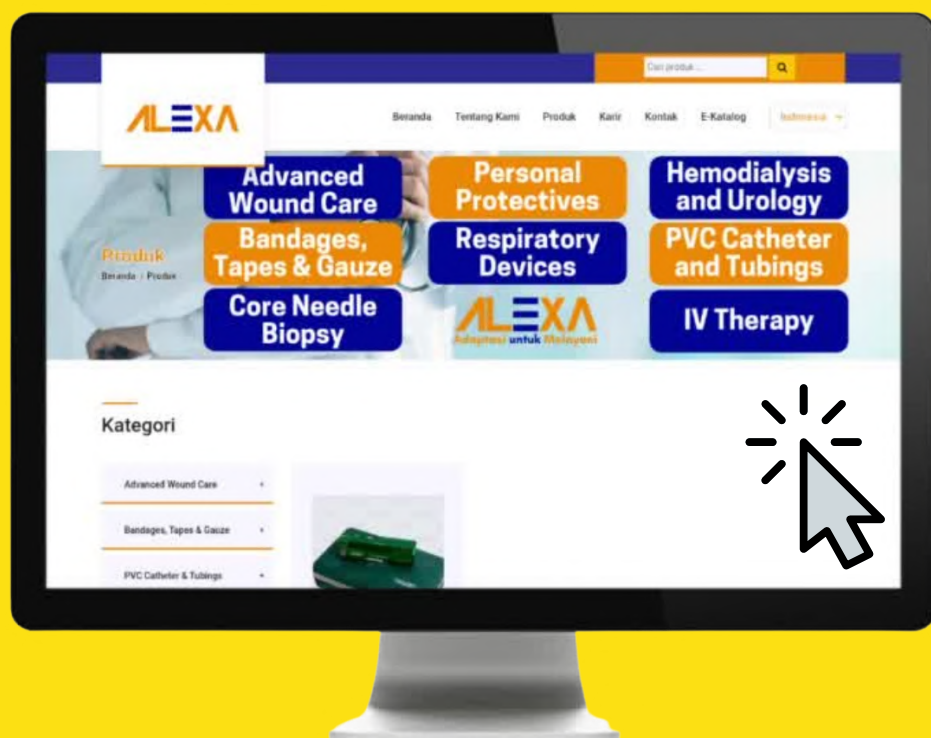 Cari produk ...
ALEXA
Beranda
Tentang Kami
Produk
Karir
Kontak
E-Katalog
Indonesia
Advanced
Wound Care
Personal
Protectives
Hemodialysis
and Urology
Bandages,
Tapes & Gauze
Respiratory
Devices
PVC Catheter
and Tubings
Core Needle
Biopsy
ALEXA
Adaptasi untuk Melayani
IV Therapy
Produk
Beranda / Produk
Kategori
Advanced Wound Care
Bandages, Tapes & Gauze
PVC Catheter & Tubings